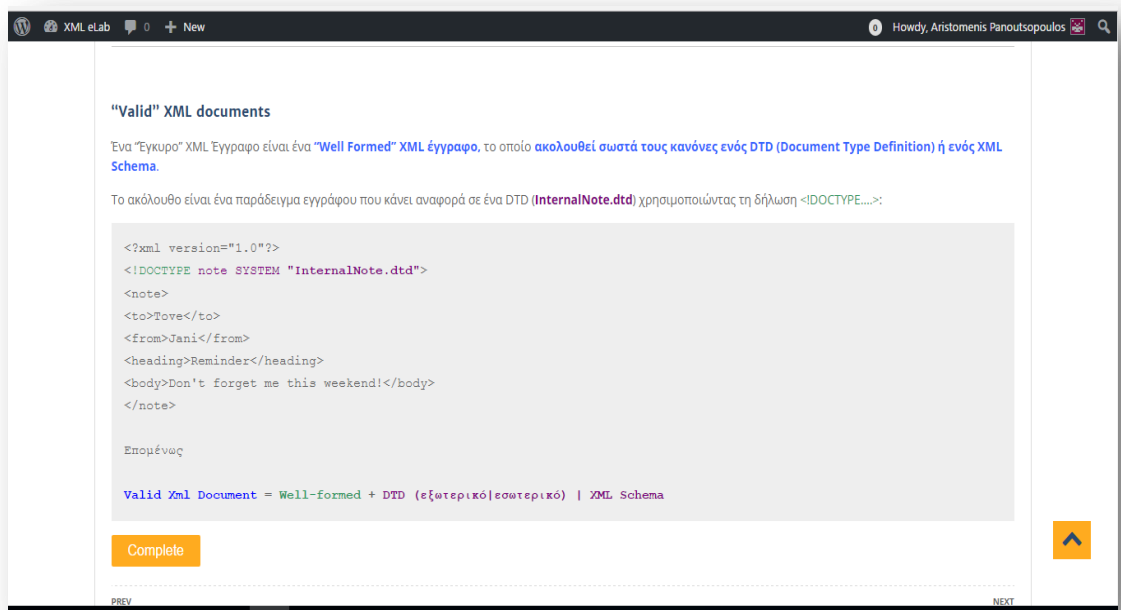 XML eLab 0 + New 0 Howdy, Aristomenis Panoutsopoulos
“Valid” XML documents
Ένα “Έγκυρο” XML Έγγραφο είναι ένα “Well Formed” XML έγγραφο, το οποίο ακολουθεί σωστά τους κανόνες ενός DTD (Document Type Definition) ή ενός XML
Schema.
Το ακόλουθο είναι ένα παράδειγμα εγγράφου που κάνει αναφορά σε ένα DTD (InternalNote.dtd) χρησιμοποιώντας τη δήλωση <!DOCTYPE....>:
<?xml version="1.0"?>
<!DOCTYPE note SYSTEM "InternalNote.dtd">
<note>
<to>Tove</to>
<from>Jani</from>
<heading>Reminder</heading>
<body>Don't forget me this weekend!</body>
</note>
Επομένως
Valid Xml Document = Well-formed + DTD (εξωτερικό|εσωτερικό) | XML Schema
Complete
PREV NEXT